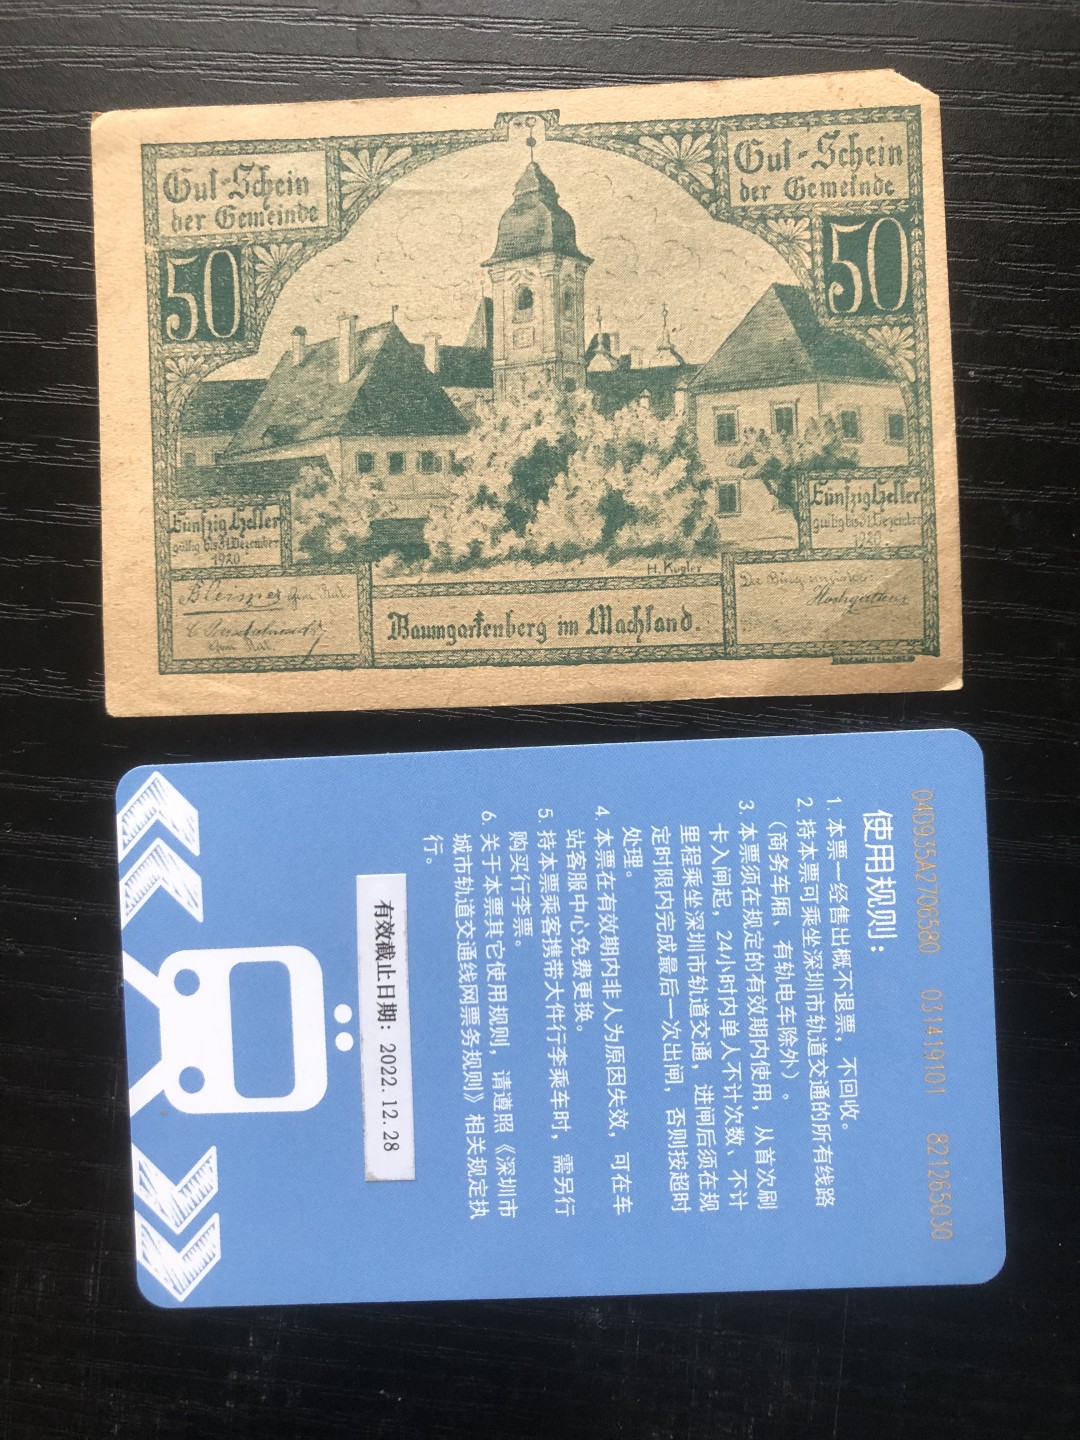 Gut-Schein
der Gemeinde
50
Gut-Schein
der Gemeinde
50
Fünfzig Heller
gültig bis 31. Dezember
1920
Fünfzig Heller
gültig bis 31. Dezember
1920
H. Kugler
Gem. Rat.
Baumgartenberg im Machland.
Der Bürgermeister:
04D935A2706580 031419101 821265030
使用规则：
1. 本票一经售出概不退票，不回收。
2. 持本票可乘坐深圳市轨道交通的所有线路
（商务车厢、有轨电车除外）。
3. 本票须在规定的有效期内使用，从首次刷
卡入闸起，24小时内单人不计次数、不计
里程乘坐深圳市轨道交通，进闸后须在规
定时限内完成最后一次出闸，否则按超时
处理。
4. 本票在有效期内非人为原因失效，可在车
站客服中心免费更换。
5. 持本票乘客携带大件行李乘车时，需另行
购买行李票。
6. 关于本票其它使用规则，请遵照《深圳市
城市轨道交通线网票务规则》相关规定执
行。
有效截止日期：2022.12.28